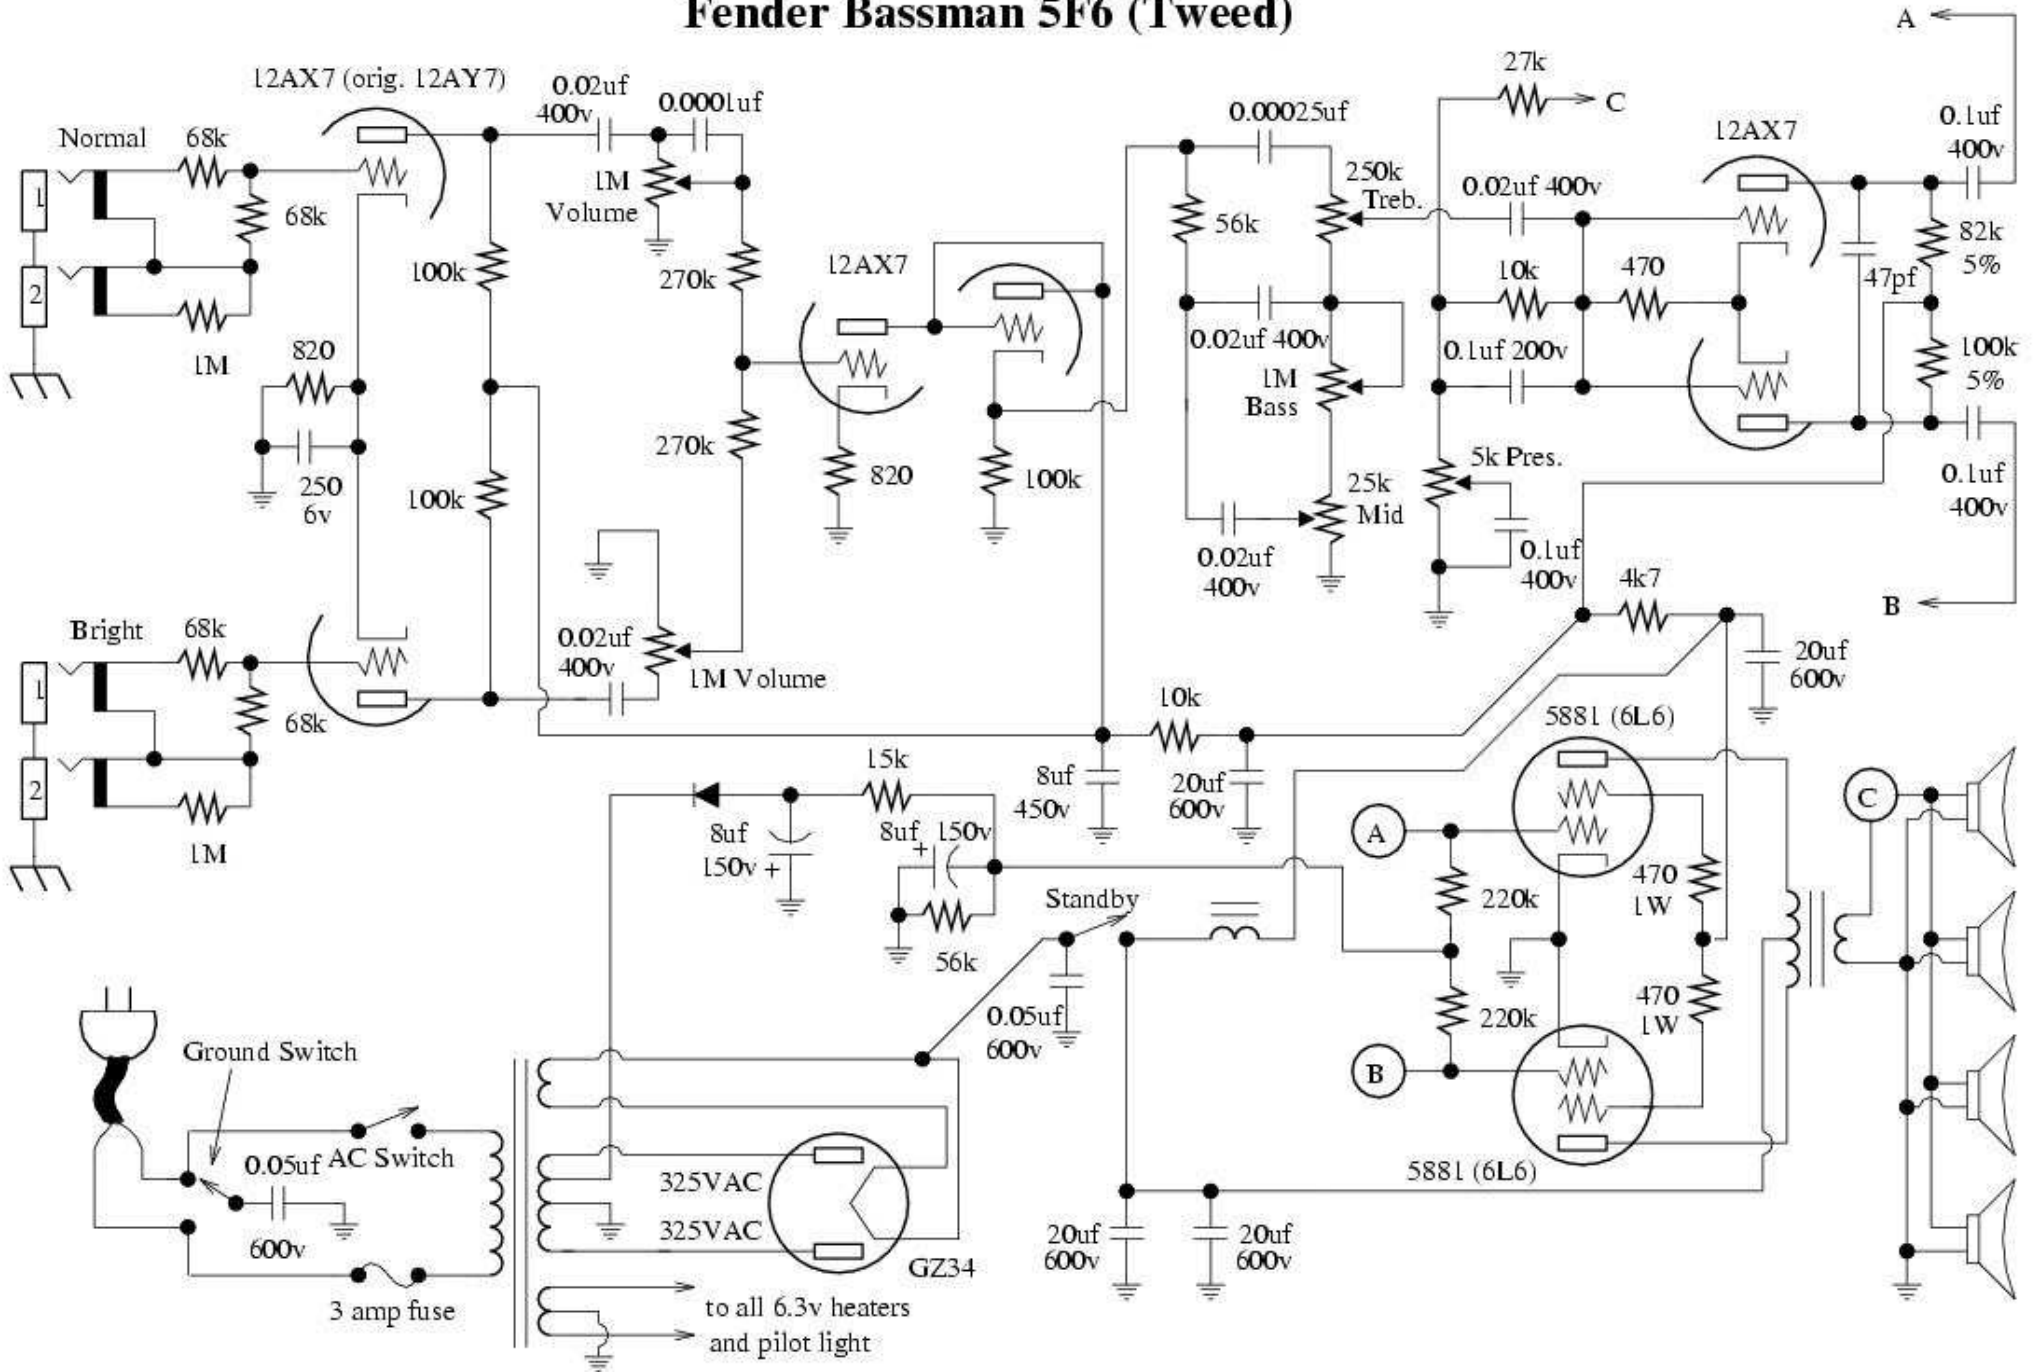 Fender Bassman 5F6 (Tweed)
A
12AX7 (orig. 12AY7)
0.02uf
400v
0.0001uf
27k
C
0.00025uf
12AX7
0.1uf
400v
Normal
68k
1
68k
2
1M
1M
Volume
250k
Treb.
0.02uf 400v
56k
82k
5%
47pf
100k
270k
12AX7
10k
470
0.02uf 400v
0.1uf 200v
100k
5%
820
1M
Bass
250
6v
100k
270k
820
100k
25k
Mid
5k Pres.
0.1uf
400v
0.02uf
400v
0.1uf
400v
4k7
B
Bright
68k
1
68k
2
1M
0.02uf
400v
1M Volume
20uf
600v
10k
5881 (6L6)
15k
8uf
450v
20uf
600v
8uf
150v +
8uf
+
150v
A
C
Standby
56k
220k
470
1W
220k
470
1W
0.05uf
600v
B
Ground Switch
0.05uf
AC Switch
600v
3 amp fuse
325VAC
325VAC
GZ34
5881 (6L6)
20uf
600v
20uf
600v
to all 6.3v heaters
and pilot light